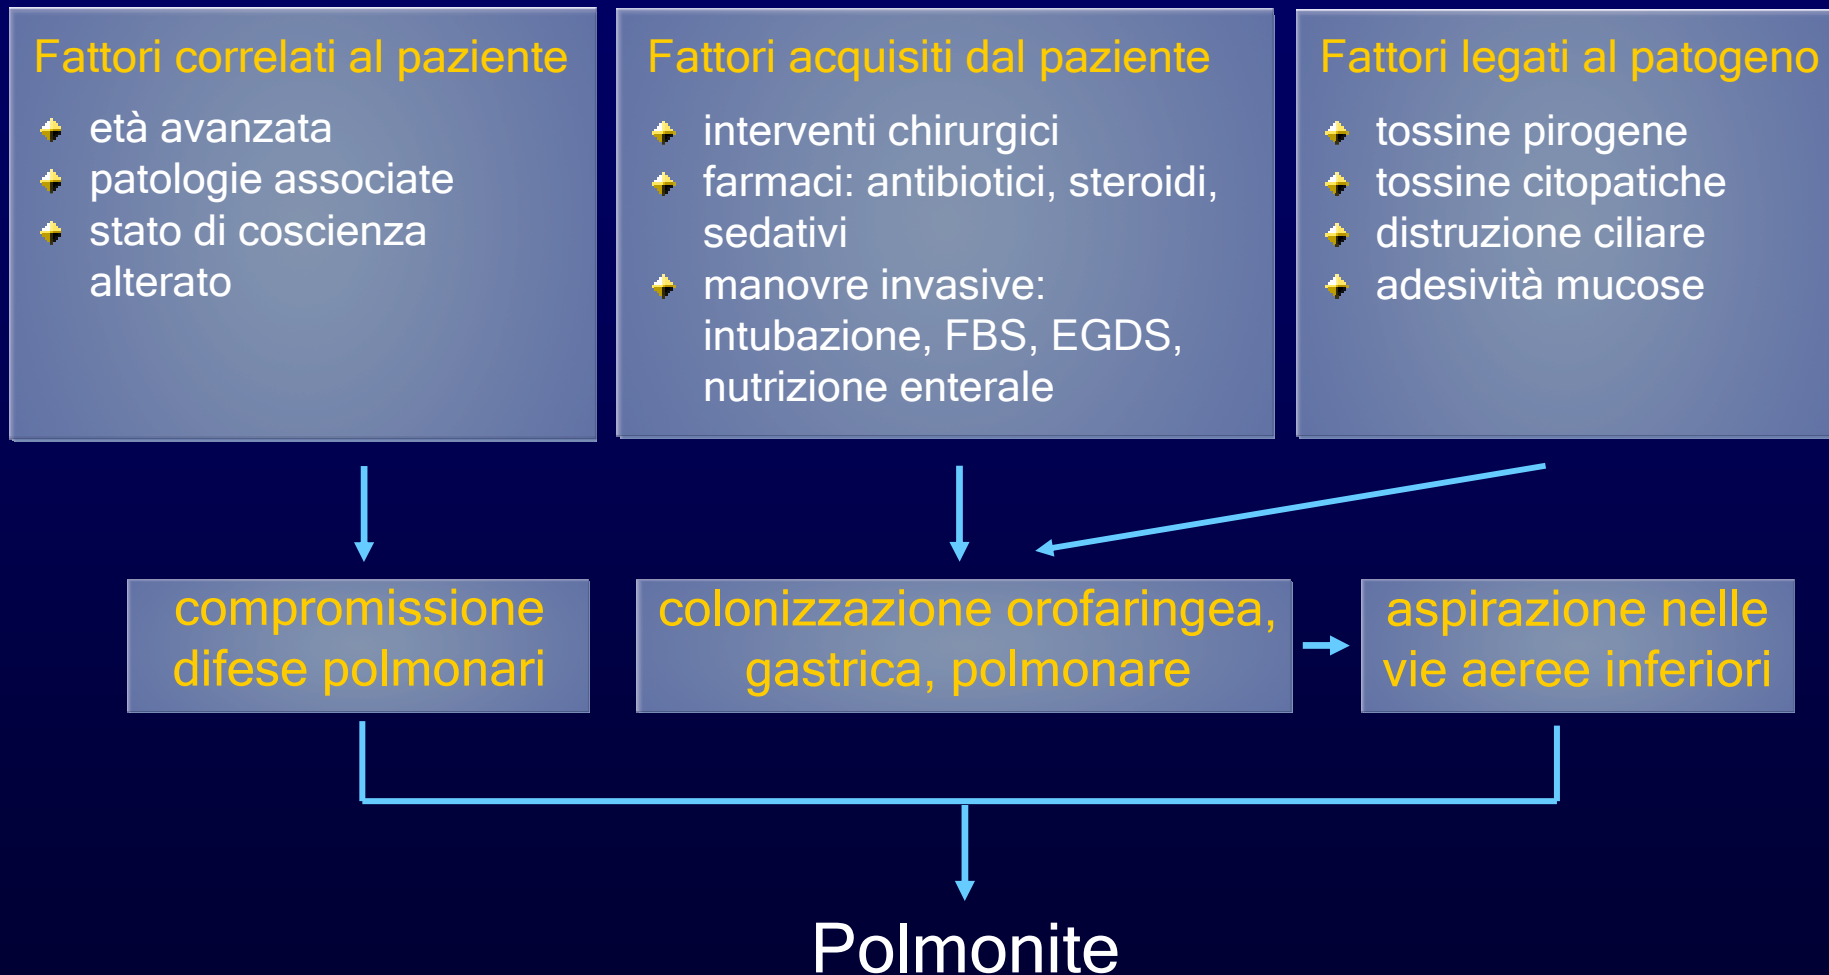 Fattori correlati al paziente
età avanzata
patologie associate
stato di coscienza
alterato
Fattori acquisiti dal paziente
interventi chirurgici
farmaci: antibiotici, steroidi,
sedativi
manovre invasive:
intubazione, FBS, EGDS,
nutrizione enterale
Fattori legati al patogeno
tossine pirogene
tossine citopatiche
distruzione ciliare
adesività mucose
compromissione
difese polmonari
colonizzazione orofaringea,
gastrica, polmonare
aspirazione nelle
vie aeree inferiori
Polmonite